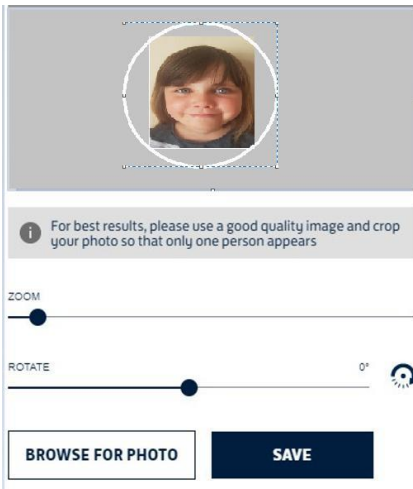 For best results, please use a good quality image and crop
your photo so that only one person appears
ZOOM
ROTATE 0°
BROWSE FOR PHOTO SAVE